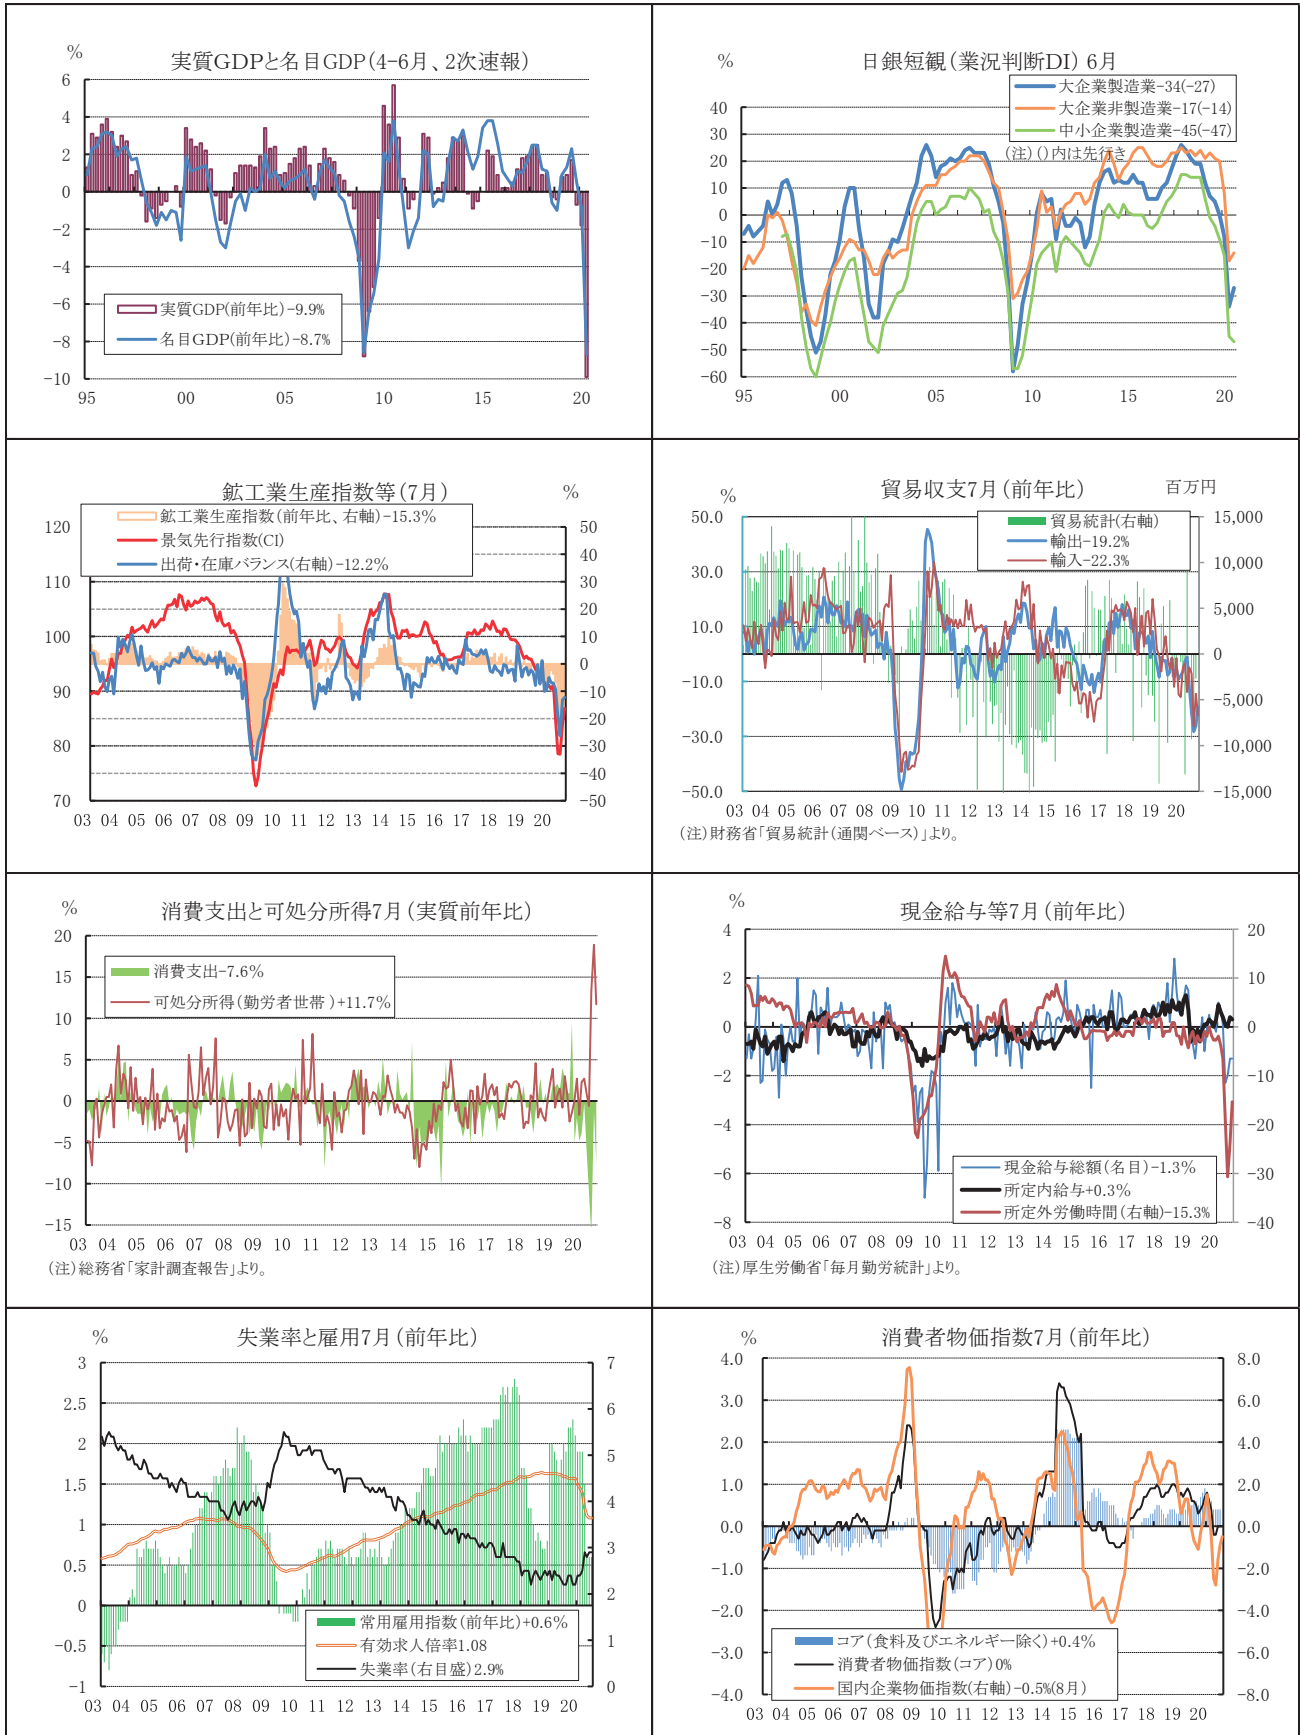 実質GDPと名目GDP(4-6月、2次速報)
%
6
4
2
0
-2
-4
-6
-8
-10
実質GDP(前年比)-9.9%
名目GDP(前年比)-8.7%
95 00 05 10 15 20
日銀短観(業況判断DI) 6月
%
大企業製造業-34(-27)
大企業非製造業-17(-14)
中小企業製造業-45(-47)
(注)()内は先行き
40
30
20
10
0
-10
-20
-30
-40
-50
-60
95 00 05 10 15 20
鉱工業生産指数等(7月)
%
鉱工業生産指数(前年比、右軸)-15.3%
景気先行指数(CI)
出荷・在庫バランス(右軸)-12.2%
120
110
100
90
80
70
50
40
30
20
10
0
-10
-20
-30
-40
-50
03 04 05 06 07 08 09 10 11 12 13 14 15 16 17 18 19 20
貿易収支7月(前年比)
%
百万円
貿易統計(右軸)
輸出-19.2%
輸入-22.3%
50.0
30.0
10.0
-10.0
-30.0
-50.0
15,000
10,000
5,000
0
-5,000
-10,000
-15,000
03 04 05 06 07 08 09 10 11 12 13 14 15 16 17 18 19 20
(注)財務省「貿易統計(通関ベース)」より。
消費支出と可処分所得7月(実質前年比)
%
消費支出-7.6%
可処分所得(勤労者世帯)+11.7%
20
15
10
5
0
-5
-10
-15
03 04 05 06 07 08 09 10 11 12 13 14 15 16 17 18 19 20
(注)総務省「家計調査報告」より。
現金給与等7月(前年比)
%
4
2
0
-2
-4
-6
-8
20
10
0
-10
-20
-30
-40
現金給与総額(名目)-1.3%
所定内給与+0.3%
所定外労働時間(右軸)-15.3%
03 04 05 06 07 08 09 10 11 12 13 14 15 16 17 18 19 20
(注)厚生労働省「毎月勤労統計」より。
失業率と雇用7月(前年比)
%
3
2.5
2
1.5
1
0.5
0
-0.5
-1
7
6
5
4
3
2
1
0
常用雇用指数(前年比)+0.6%
有効求人倍率1.08
失業率(右目盛)2.9%
03 04 05 06 07 08 09 10 11 12 13 14 15 16 17 18 19 20
消費者物価指数7月(前年比)
%
4.0
3.0
2.0
1.0
0.0
-1.0
-2.0
-3.0
-4.0
8.0
6.0
4.0
2.0
0.0
-2.0
-4.0
-6.0
-8.0
コア(食料及びエネルギー除く)+0.4%
消費者物価指数(コア)0%
国内企業物価指数(右軸)-0.5%(8月)
03 04 05 06 07 08 09 10 11 12 13 14 15 16 17 18 19 20